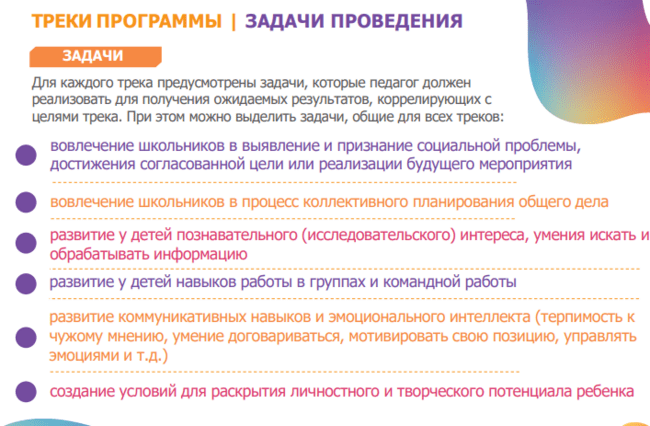 ТРЕКИ ПРОГРАММЫ | ЗАДАЧИ ПРОВЕДЕНИЯ
ЗАДАЧИ
Для каждого трека предусмотрены задачи, которые педагог должен
реализовать для получения ожидаемых результатов, коррелирующих с
целями трека. При этом можно выделить задачи, общие для всех треков:
вовлечение школьников в выявление и признание социальной проблемы,
достижения согласованной цели или реализации будущего мероприятия
вовлечение школьников в процесс коллективного планирования общего дела
развитие у детей познавательного (исследовательского) интереса, умения искать и
обрабатывать информацию
развитие у детей навыков работы в группах и командной работы
развитие коммуникативных навыков и эмоционального интеллекта (терпимость к
чужому мнению, умение договариваться, мотивировать свою позицию, управлять
эмоциями и т.д.)
создание условий для раскрытия личностного и творческого потенциала ребенка